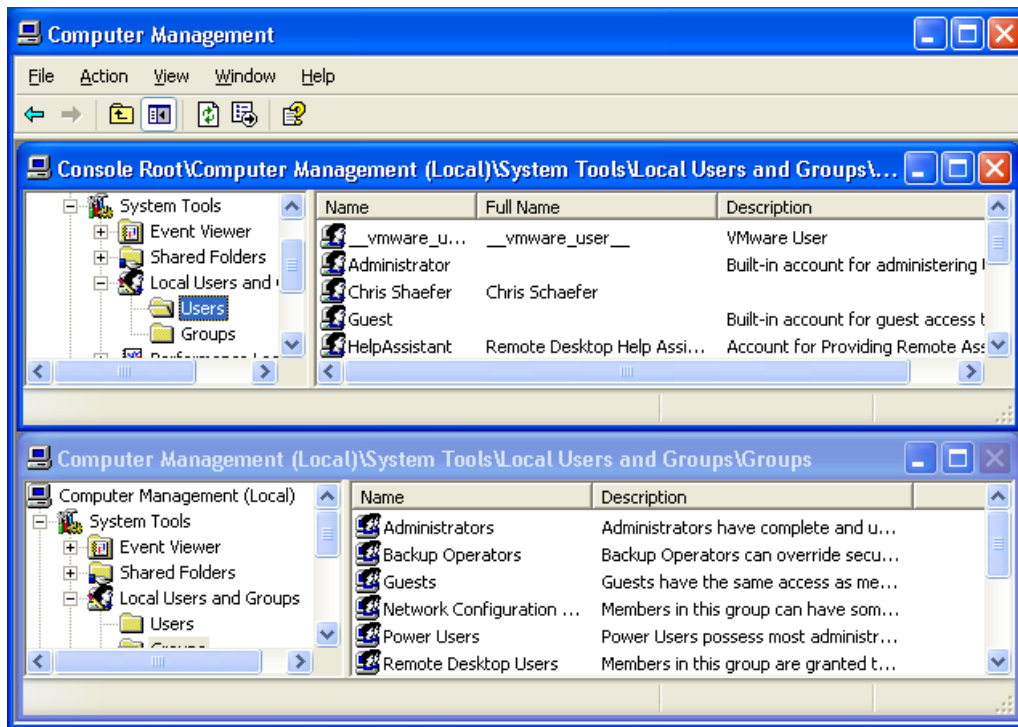 Computer Management
File Action View Window Help
Console Root\Computer Management (Local)\System Tools\Local Users and Groups\...
System Tools
Event Viewer
Shared Folders
Local Users and
Users
Groups
Name Full Name Description
__vmware_u... __vmware_user__ VMware User
Administrator Built-in account for administering
Chris Shaefer Chris Schaefer
Guest Built-in account for guest access t
HelpAssistant Remote Desktop Help Assi... Account for Providing Remote Ass
Computer Management (Local)\System Tools\Local Users and Groups\Groups
Computer Management (Local)
System Tools
Event Viewer
Shared Folders
Local Users and Groups
Users
Groups
Name Description
Administrators Administrators have complete and u...
Backup Operators Backup Operators can override secu...
Guests Guests have the same access as me...
Network Configuration ... Members in this group can have som...
Power Users Power Users possess most administr...
Remote Desktop Users Members in this group are granted t...